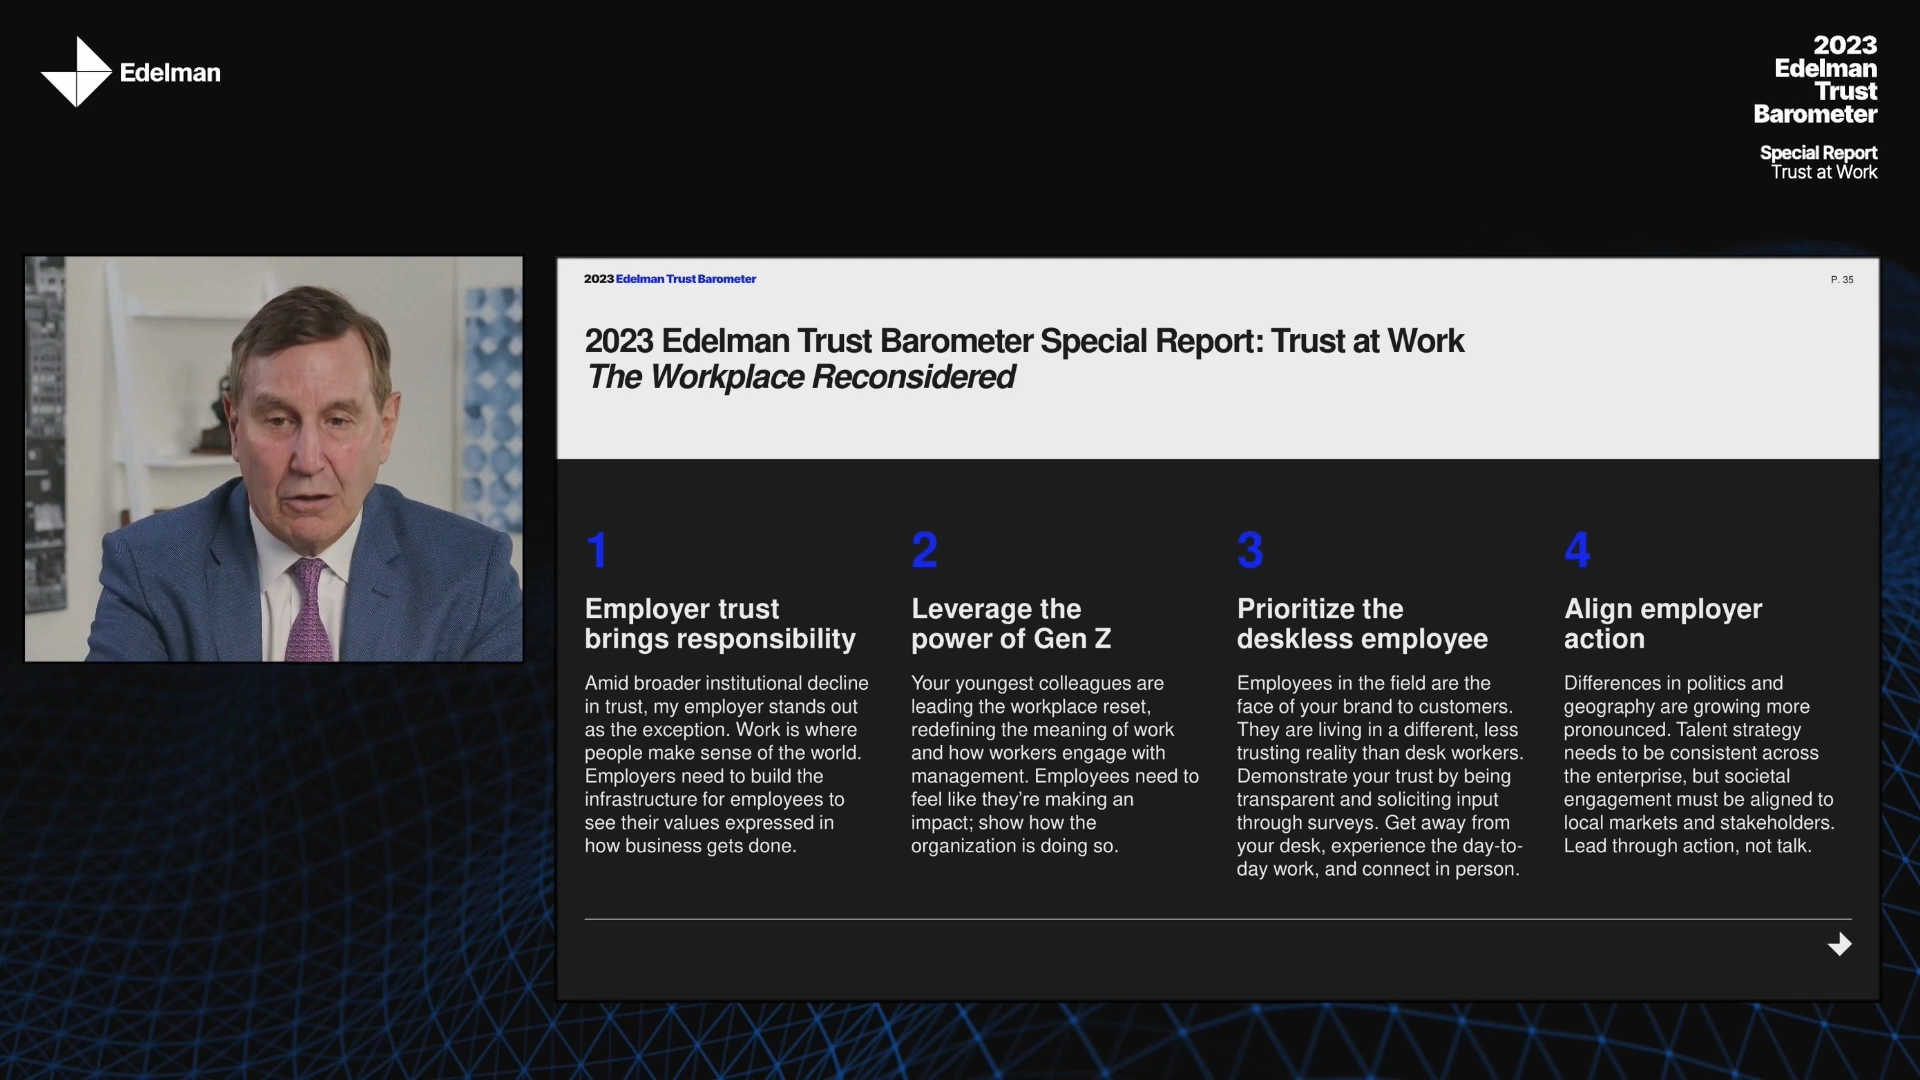 Edelman
2023
Edelman
Trust
Barometer
Special Report
Trust at Work
2023 Edelman Trust Barometer
P. 35
2023 Edelman Trust Barometer Special Report: Trust at Work
The Workplace Reconsidered
1
Employer trust
brings responsibility
Amid broader institutional decline
in trust, my employer stands out
as the exception. Work is where
people make sense of the world.
Employers need to build the
infrastructure for employees to
see their values expressed in
how business gets done.
2
Leverage the
power of Gen Z
Your youngest colleagues are
leading the workplace reset,
redefining the meaning of work
and how workers engage with
management. Employees need to
feel like they’re making an
impact; show how the
organization is doing so.
3
Prioritize the
deskless employee
Employees in the field are the
face of your brand to customers.
They are living in a different, less
trusting reality than desk workers.
Demonstrate your trust by being
transparent and soliciting input
through surveys. Get away from
your desk, experience the day-to-
day work, and connect in person.
4
Align employer
action
Differences in politics and
geography are growing more
pronounced. Talent strategy
needs to be consistent across
the enterprise, but societal
engagement must be aligned to
local markets and stakeholders.
Lead through action, not talk.